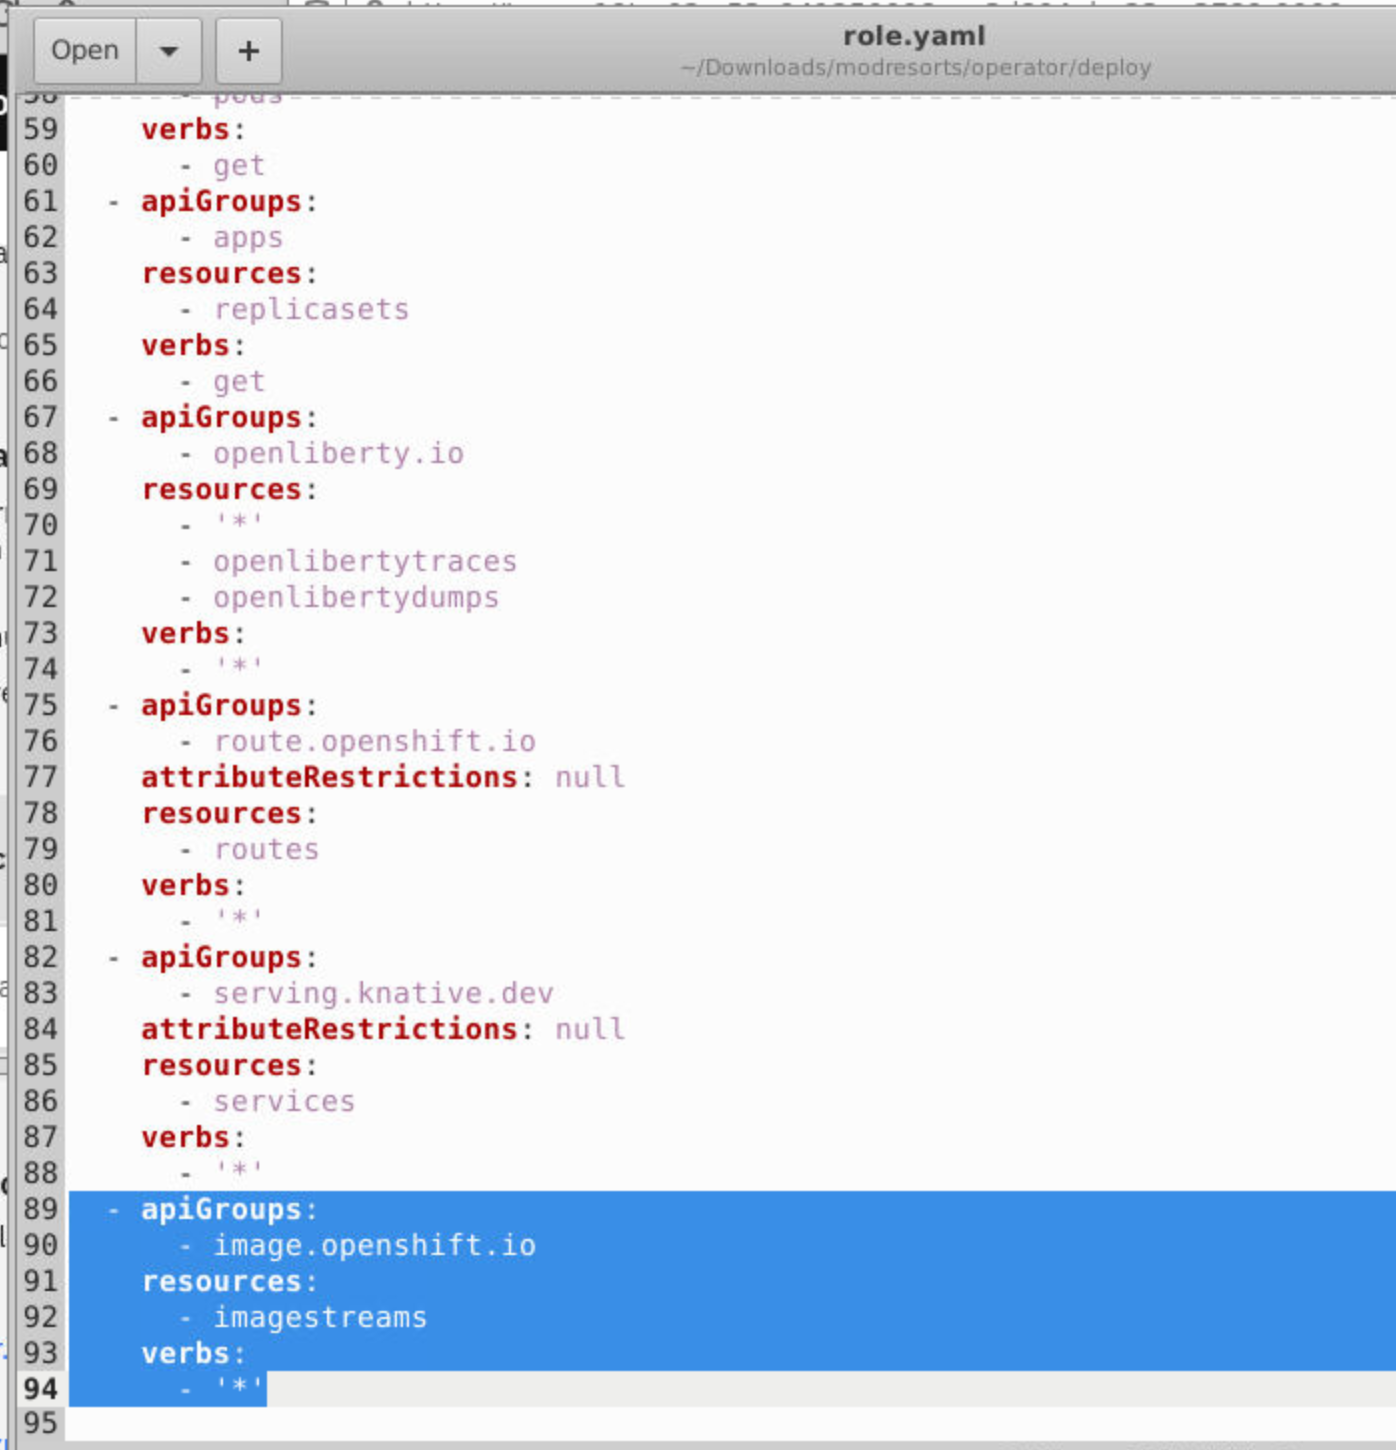 Open
+
role.yaml
~/Downloads/modresorts/operator/deploy
58 - pods
59 verbs:
60 - get
61 - apiGroups:
62 - apps
63 resources:
64 - replicasets
65 verbs:
66 - get
67 - apiGroups:
68 - openliberty.io
69 resources:
70 - '*'
71 - openlibertytraces
72 - openlibertydumps
73 verbs:
74 - '*'
75 - apiGroups:
76 - route.openshift.io
77 attributeRestrictions: null
78 resources:
79 - routes
80 verbs:
81 - '*'
82 - apiGroups:
83 - serving.knative.dev
84 attributeRestrictions: null
85 resources:
86 - services
87 verbs:
88 - '*'
89 - apiGroups:
90 - image.openshift.io
91 resources:
92 - imagestreams
93 verbs:
94 - '*'
95